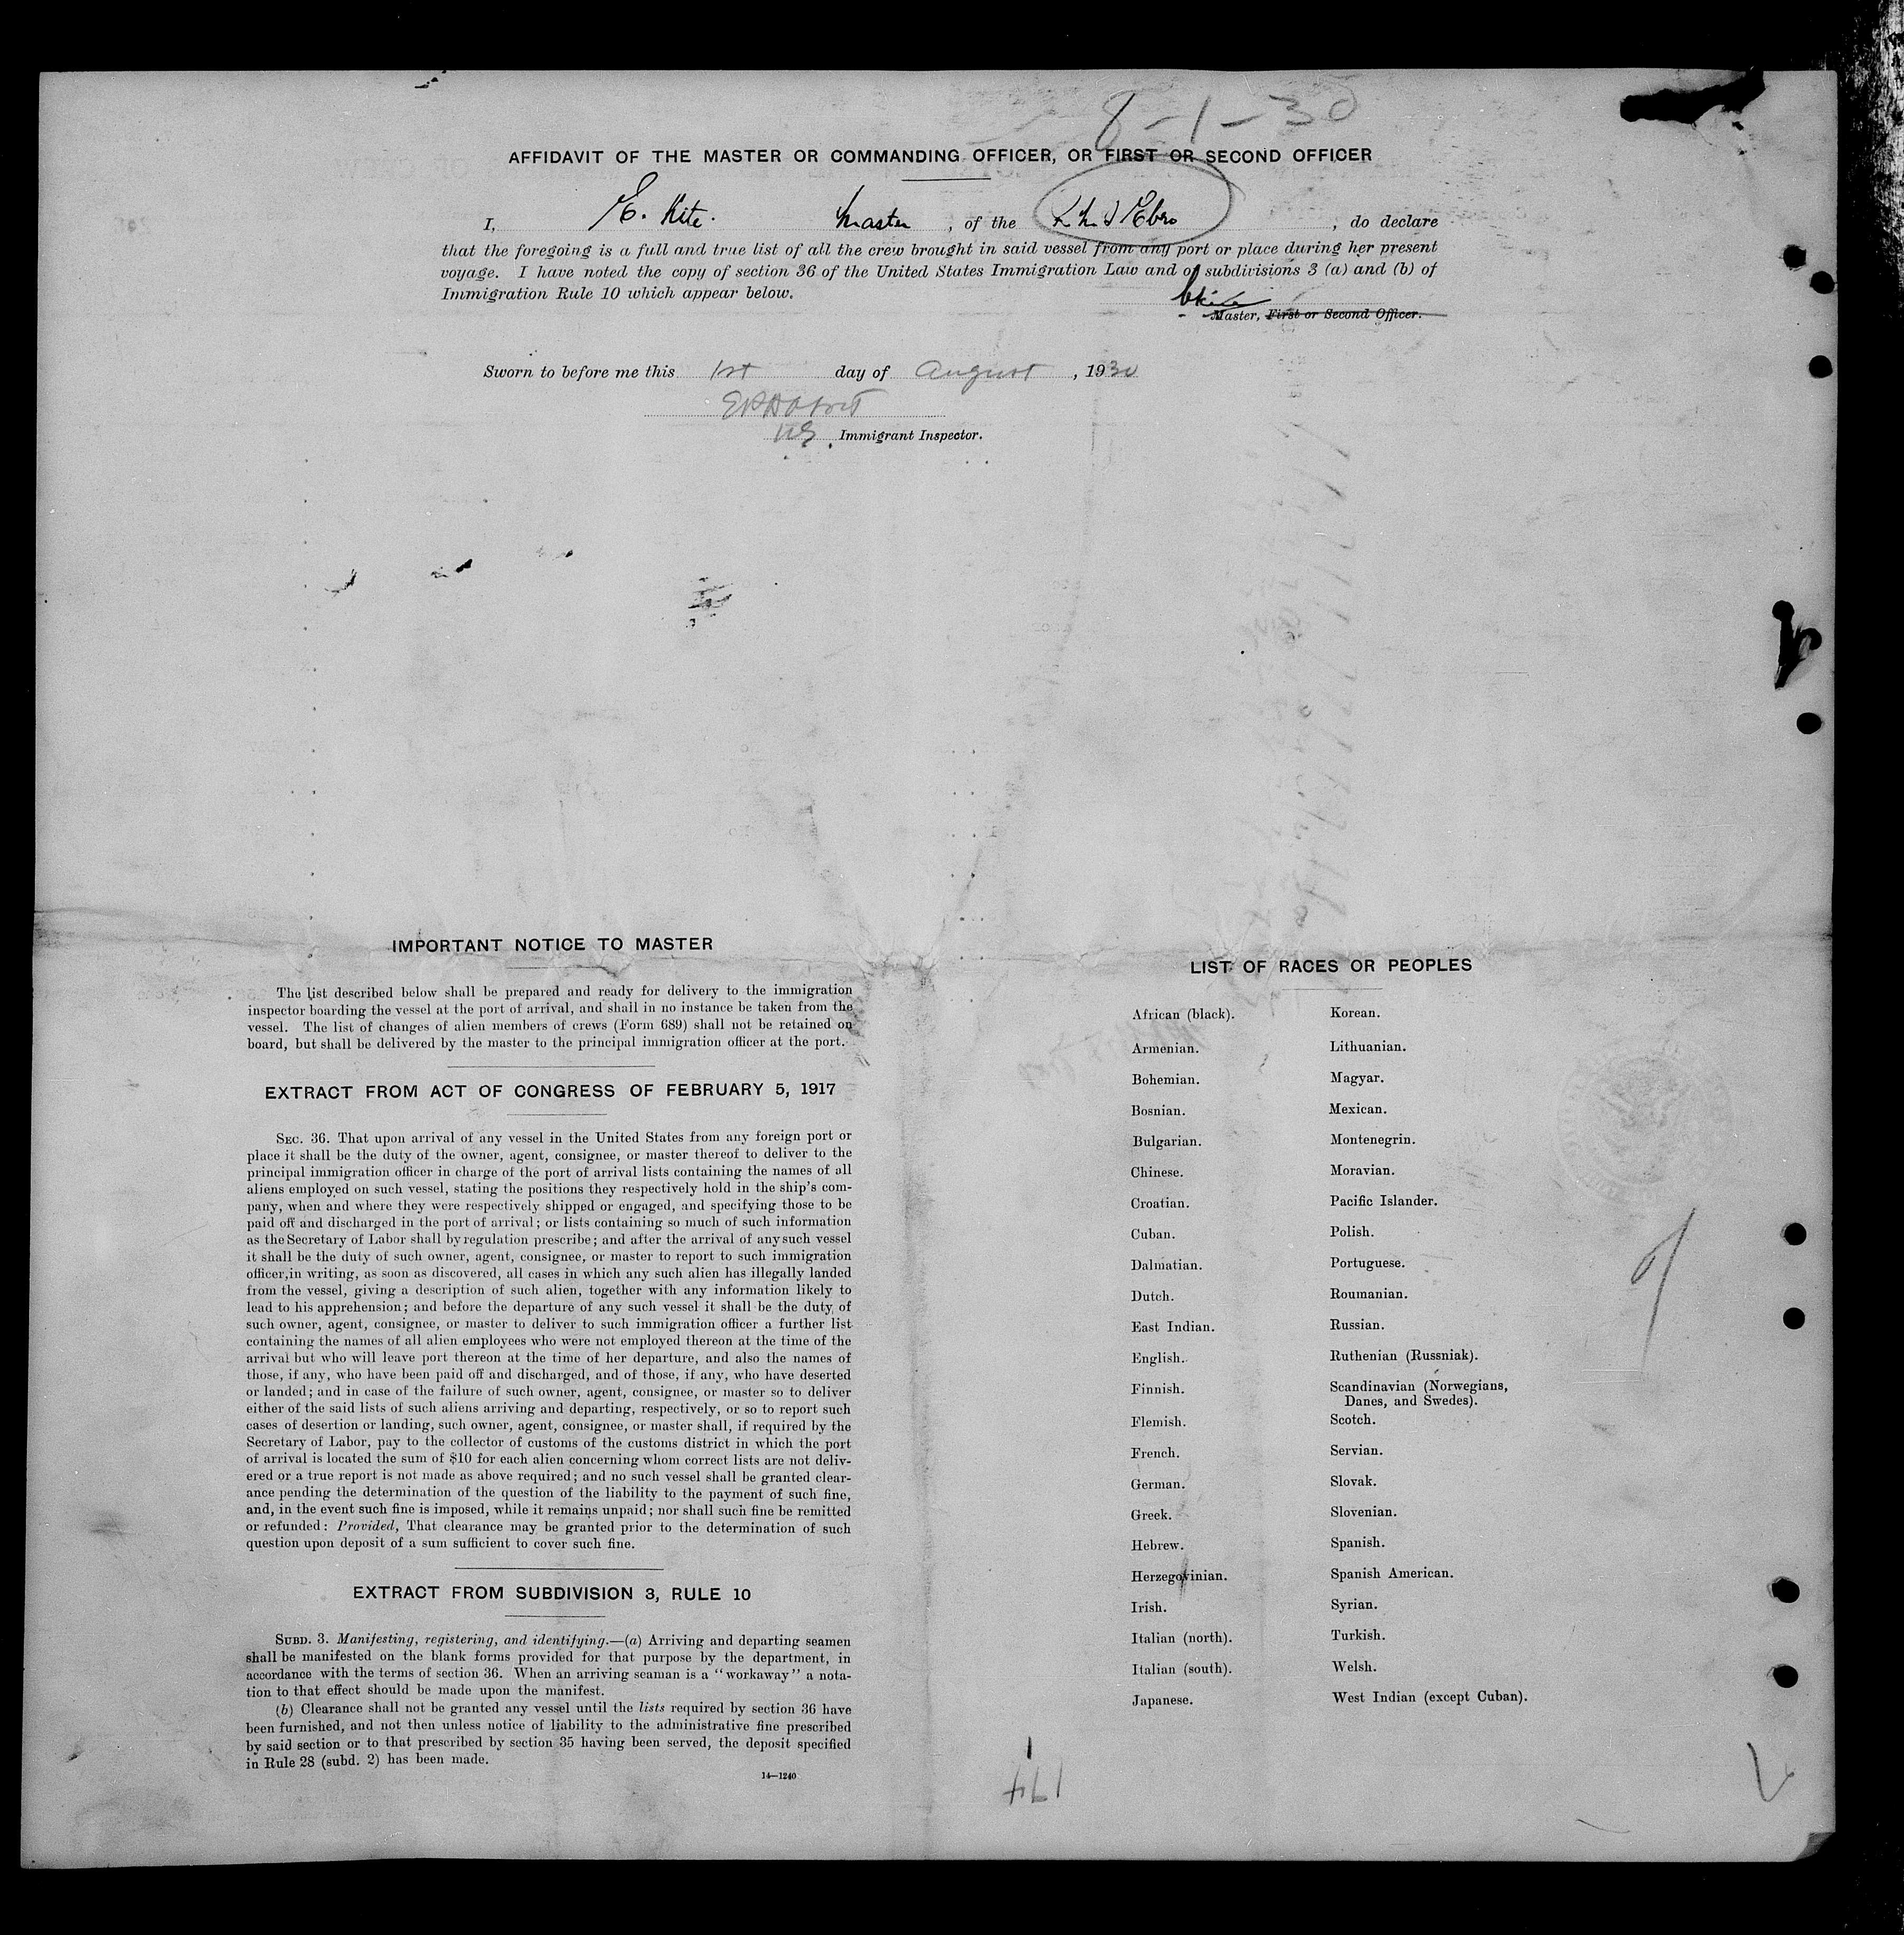 8-1-30
AFFIDAVIT OF THE MASTER OR COMMANDING OFFICER, OR FIRST OR SECOND OFFICER
I, E. Kite. Master, of the Ebro, do declare
that the foregoing is a full and true list of all the crew brought in said vessel from any port or place during her present
voyage. I have noted the copy of section 36 of the United States Immigration Law and of subdivisions 3 (a) and (b) of
Immigration Rule 10 which appear below.
Master, First or Second Officer.
Sworn to before me this 1st day of August, 1930
Immigrant Inspector.
IMPORTANT NOTICE TO MASTER
The list described below shall be prepared and ready for delivery to the immigration
inspector boarding the vessel at the port of arrival, and shall in no instance be taken from the
vessel. The list of changes of alien members of crews (Form 689) shall not be retained on
board, but shall be delivered by the master to the principal immigration officer at the port.
EXTRACT FROM ACT OF CONGRESS OF FEBRUARY 5, 1917
SEC. 36. That upon arrival of any vessel in the United States from any foreign port or
place it shall be the duty of the owner, agent, consignee, or master thereof to deliver to the
principal immigration officer in charge of the port of arrival lists containing the names of all
aliens employed on such vessel, stating the positions they respectively hold in the ship's com-
pany, when and where they were respectively shipped or engaged, and specifying those to be
paid off and discharged in the port of arrival; or lists containing so much of such information
as the Secretary of Labor shall by regulation prescribe; and after the arrival of any such vessel
it shall be the duty of such owner, agent, consignee, or master to report to such immigration
officer, in writing, as soon as discovered, all cases in which any such alien has illegally landed
from the vessel, giving a description of such alien, together with any information likely to
lead to his apprehension; and before the departure of any such vessel it shall be the duty of
such owner, agent, consignee, or master to deliver to such immigration officer a further list
containing the names of all alien employees who were not employed thereon at the time of the
arrival but who will leave port thereon at the time of her departure, and also the names of
those, if any, who have been paid off and discharged, and of those, if any, who have deserted
or landed; and in case of the failure of such owner, agent, consignee, or master so to deliver
either of the said lists of such aliens arriving and departing, respectively, or so to report such
cases of desertion or landing, such owner, agent, consignee, or master shall, if required by the
Secretary of Labor, pay to the collector of customs of the customs district in which the port
of arrival is located the sum of $10 for each alien concerning whom correct lists are not deliv-
ered or a true report is not made as above required; and no such vessel shall be granted clear-
ance pending the determination of the question of the liability to the payment of such fine,
and, in the event such fine is imposed, while it remains unpaid; nor shall such fine be remitted
or refunded: Provided, That clearance may be granted prior to the determination of such
question upon deposit of a sum sufficient to cover such fine.
EXTRACT FROM SUBDIVISION 3, RULE 10
SUBD. 3. Manifesting, registering, and identifying.—(a) Arriving and departing seamen
shall be manifested on the blank forms provided for that purpose by the department, in
accordance with the terms of section 36. When an arriving seaman is a "workaway" a nota-
tion to that effect should be made upon the manifest.
(b) Clearance shall not be granted any vessel until the lists required by section 36 have
been furnished, and not then unless notice of liability to the administrative fine prescribed
by said section or to that prescribed by section 35 having been served, the deposit specified
in Rule 28 (subd. 2) has been made.
14—1240
LIST OF RACES OR PEOPLES
African (black).
Armenian.
Bohemian.
Bosnian.
Bulgarian.
Chinese.
Croatian.
Cuban.
Dalmatian.
Dutch.
East Indian.
English.
Finnish.
Flemish.
French.
German.
Greek.
Hebrew.
Herzegovinian.
Irish.
Italian (north).
Italian (south).
Japanese.
Korean.
Lithuanian.
Magyar.
Mexican.
Montenegrin.
Moravian.
Pacific Islander.
Polish.
Portuguese.
Roumanian.
Russian.
Ruthenian (Russniak).
Scandinavian (Norwegians,
Danes, and Swedes).
Scotch.
Servian.
Slovak.
Slovenian.
Spanish.
Spanish American.
Syrian.
Turkish.
Welsh.
West Indian (except Cuban).
174